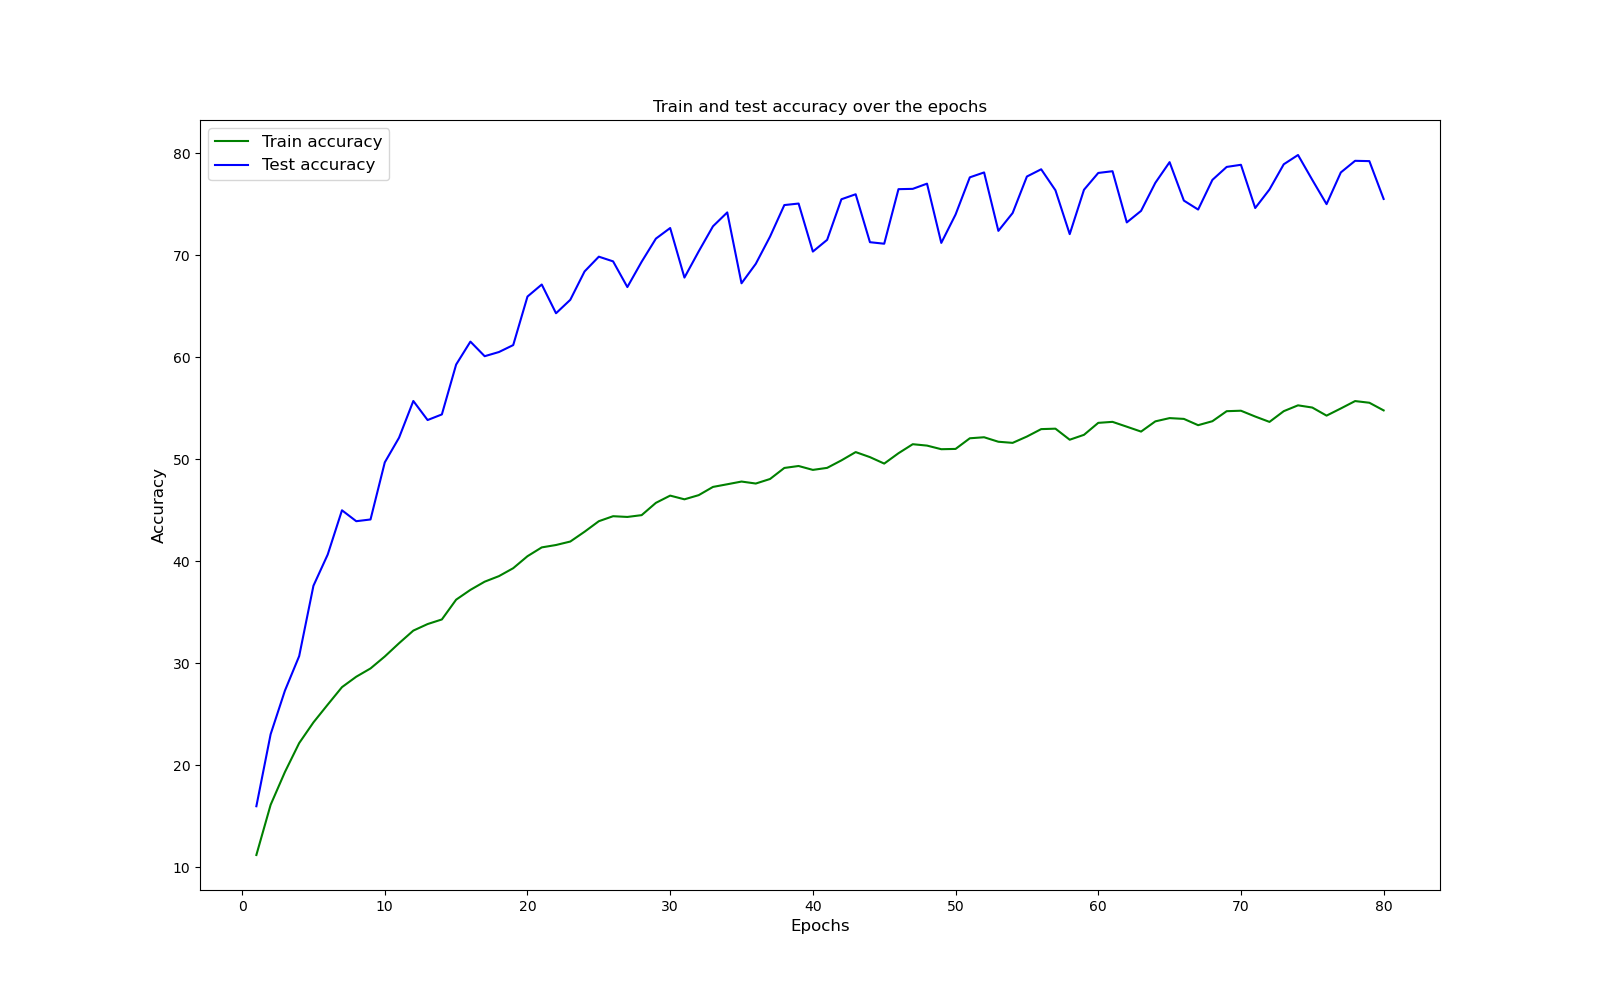 Train and test accuracy over the epochs
Train accuracy
Test accuracy
80
70
60
50
40
30
20
10
Accuracy
0 10 20 30 40 50 60 70 80
Epochs